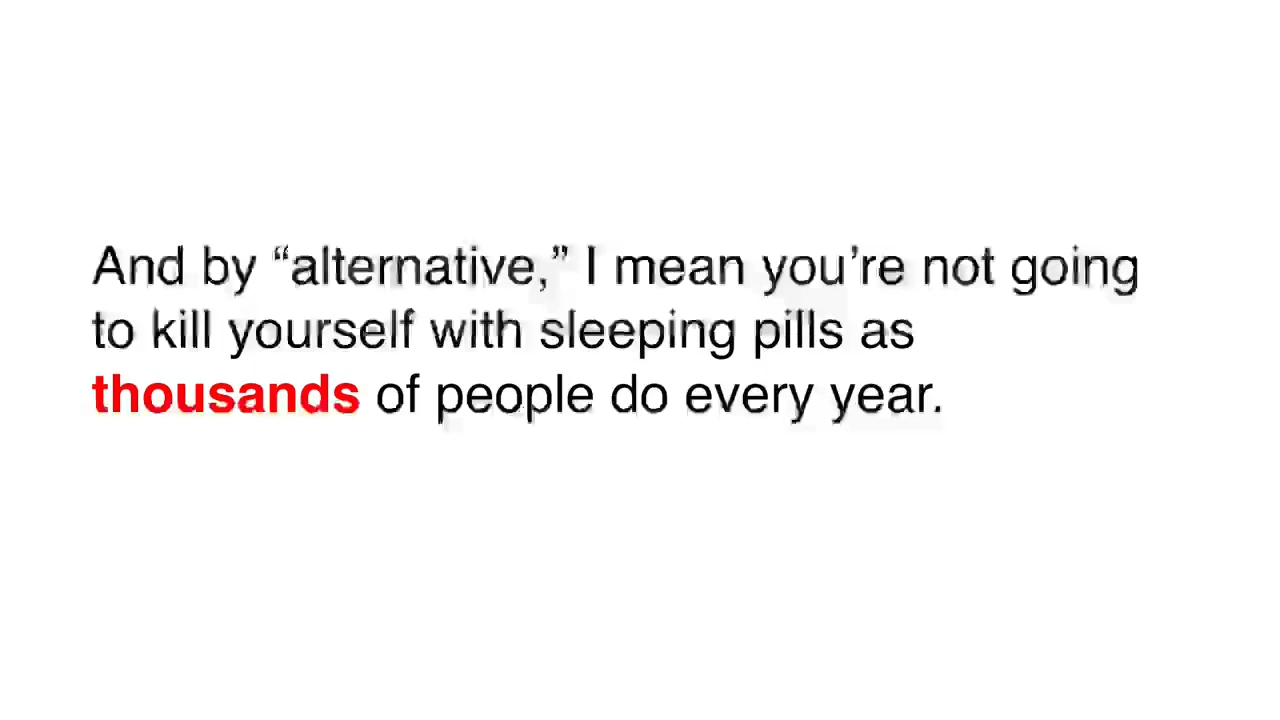 And by “alternative,” I mean you’re not going
to kill yourself with sleeping pills as
thousands of people do every year.